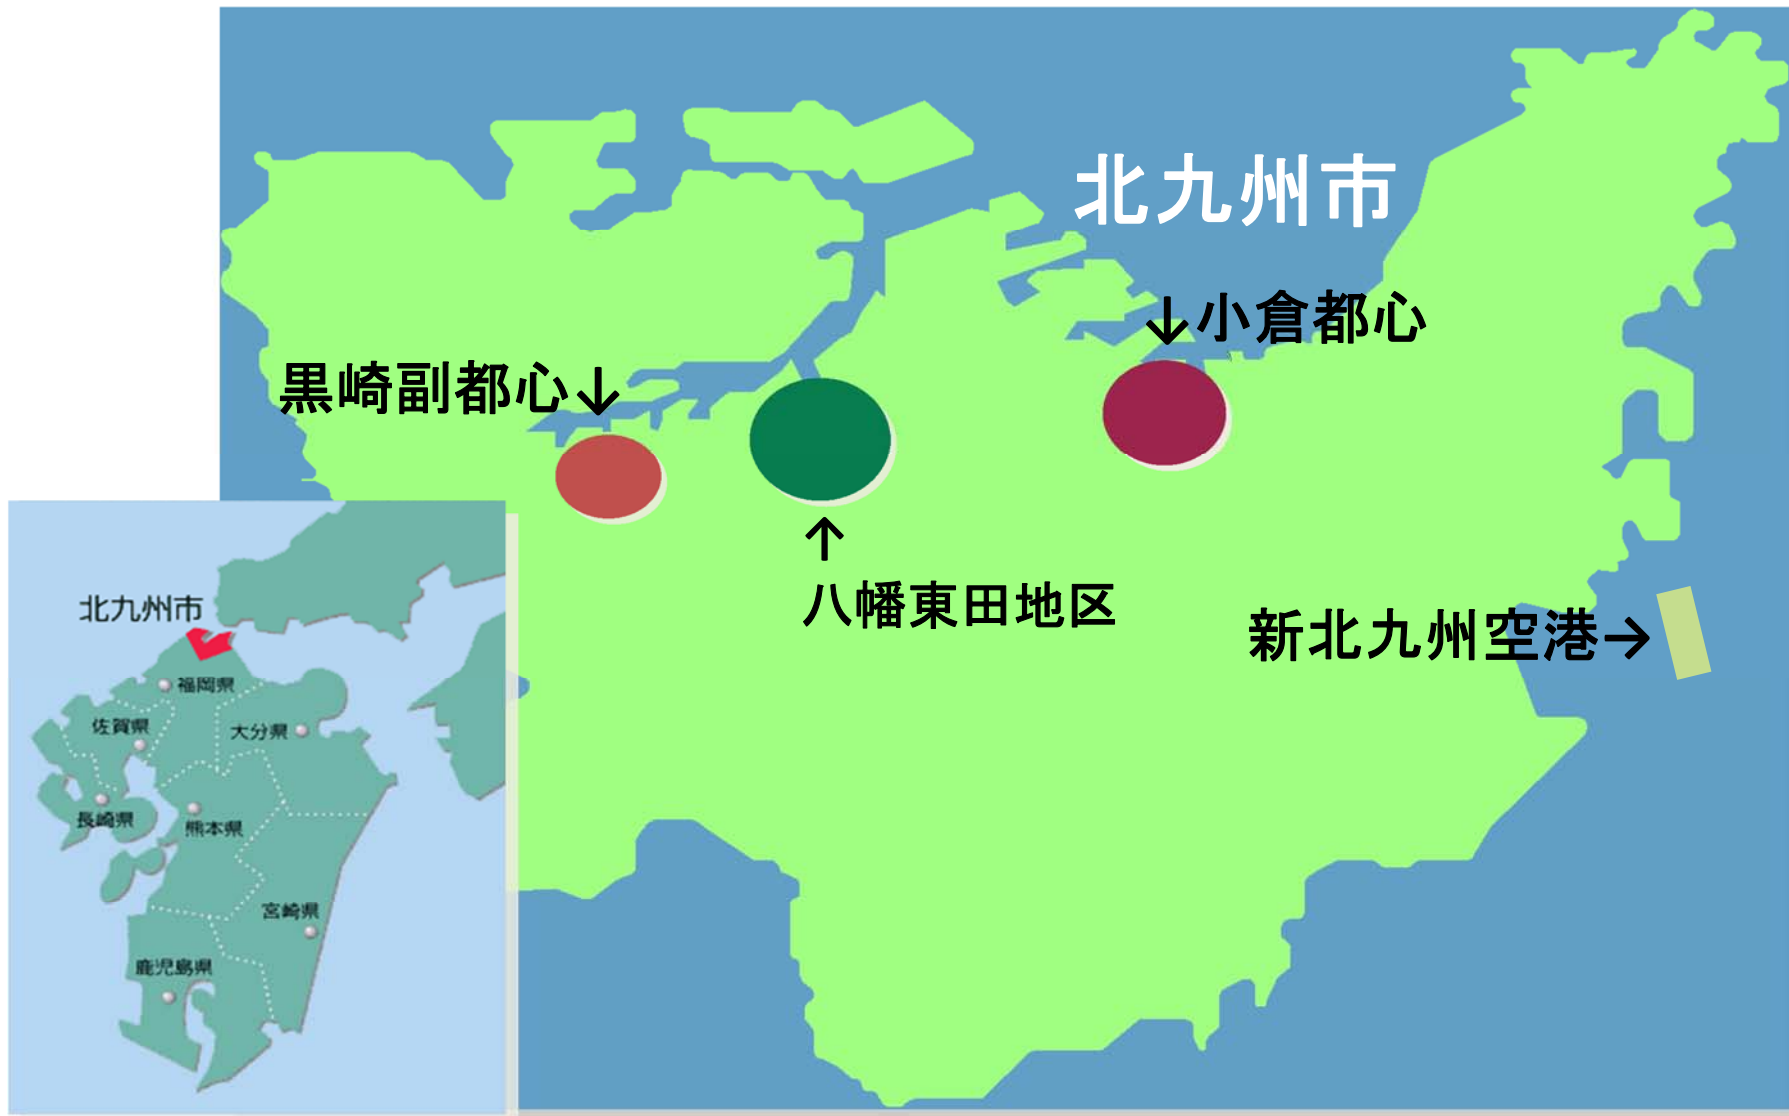 北九州市
↓小倉都心
黒崎副都心↓
↑
八幡東田地区
新北九州空港→
北九州市
福岡県
佐賀県
大分県
長崎県
熊本県
宮崎県
鹿児島県